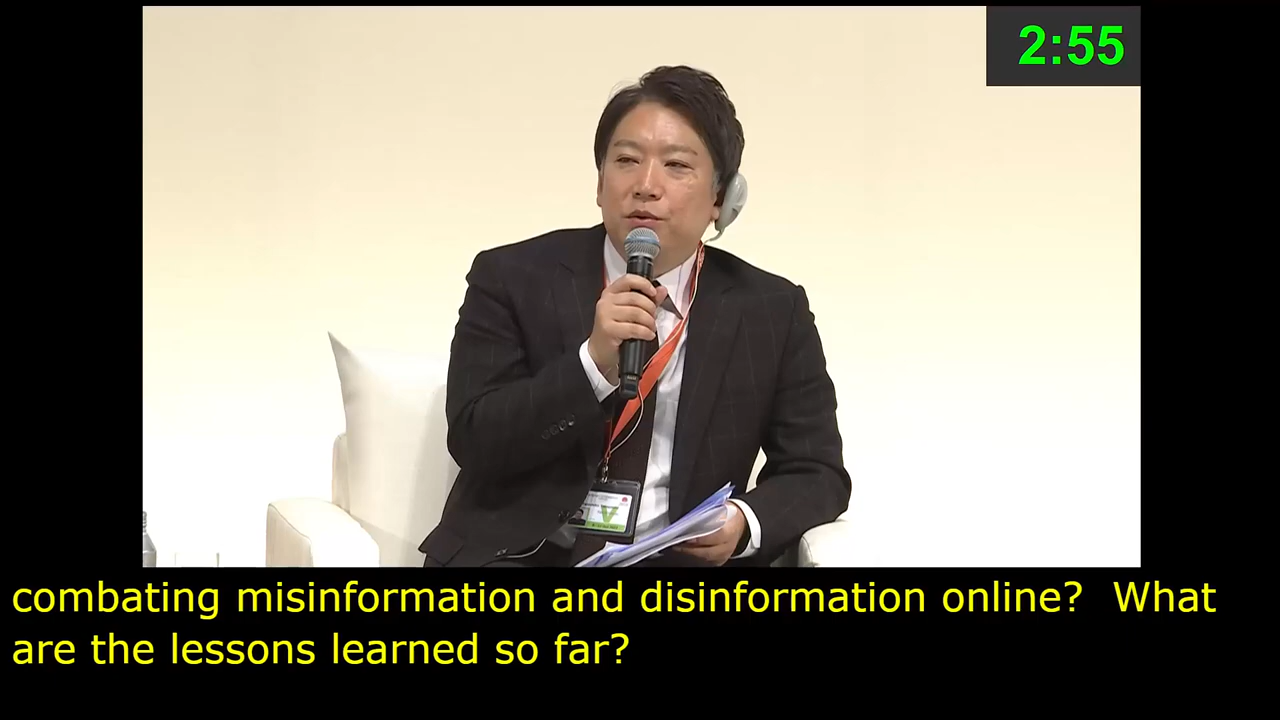 2:55
combating misinformation and disinformation online?  What
are the lessons learned so far?